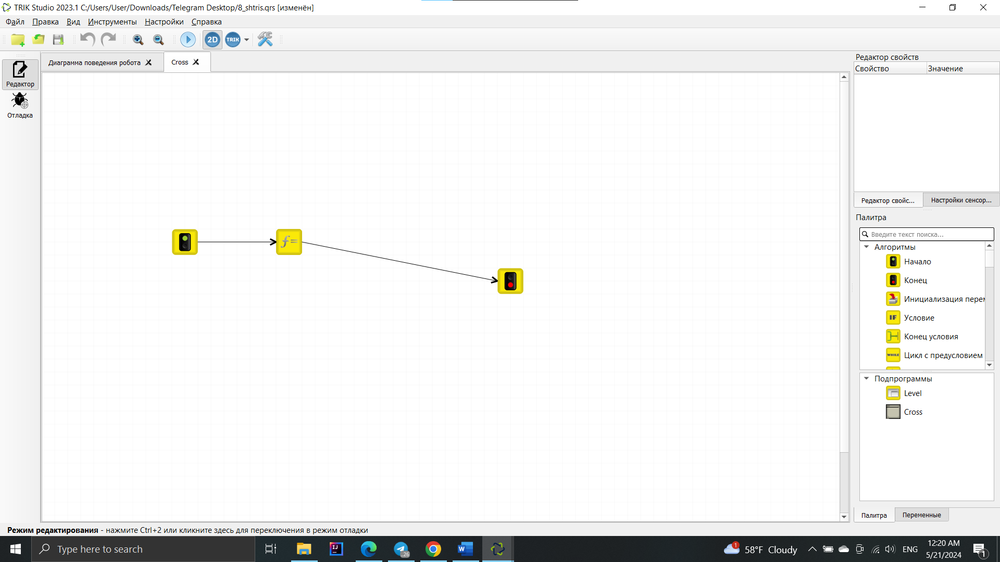 TRIK Studio 2023.1 C:/Users/User/Downloads/Telegram Desktop/8_shtris.qrs [изменён]
Файл Правка Вид Инструменты Настройки Справка
2D TRIK
Диаграмма поведения робота Cross
Редактор
Отладка
Редактор свойств
Свойство Значение
Редактор свойс... Настройки сенсор...
Палитра
Введите текст поиска...
Алгоритмы
Начало
Конец
Инициализация перем
IF Условие
Конец условия
WHILE Цикл с предусловием
Подпрограммы
Level
Cross
Палитра Переменные
f=
Режим редактирования - нажмите Ctrl+2 или кликните здесь для переключения в режим отладки
Type here to search
IJ
..26
W
1
58°F Cloudy
ENG
12:20 AM
5/21/2024
1